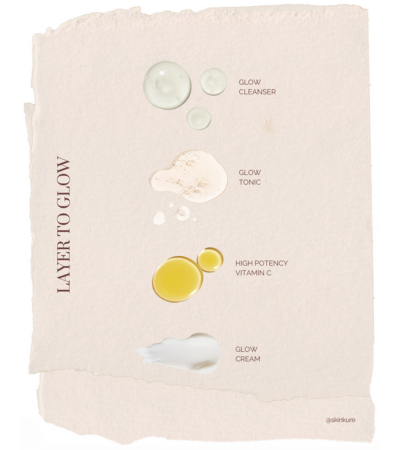 LAYER TO GLOW
GLOW
CLEANSER
GLOW
TONIC
HIGH POTENCY
VITAMIN C
GLOW
CREAM
@skinkure